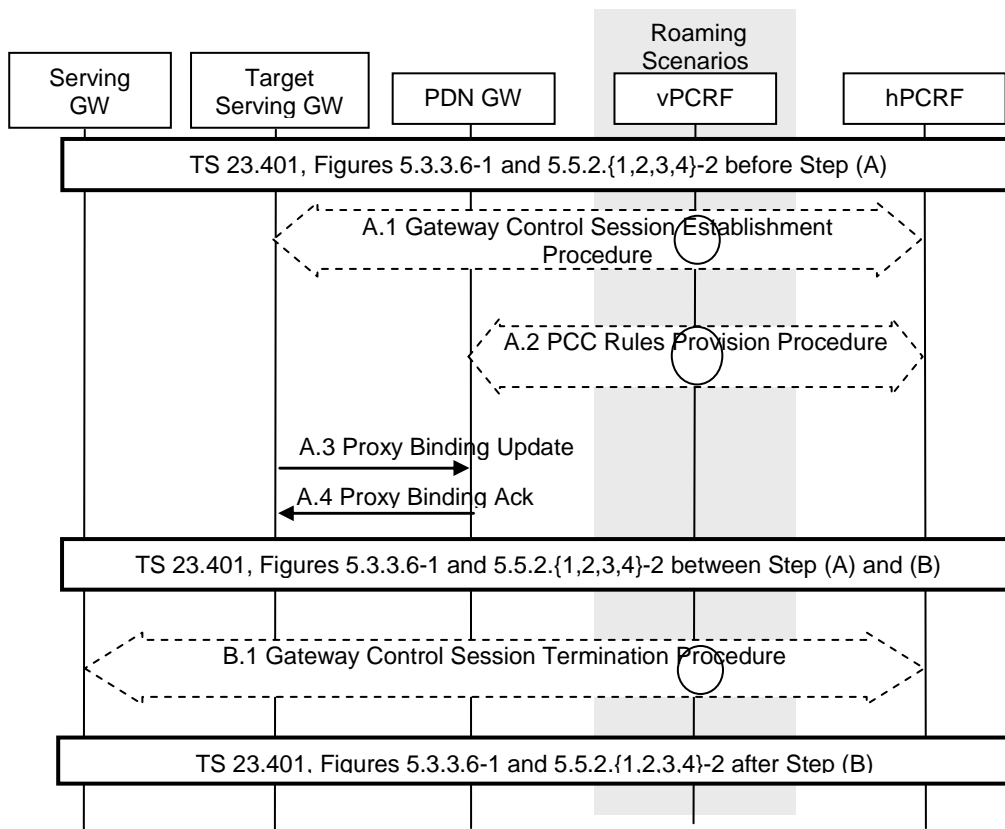 Roaming
Scenarios
Serving
GW
Target
Serving GW
PDN GW
vPCRF
hPCRF
TS 23.401, Figures 5.3.3.6-1 and 5.5.2.{1,2,3,4}-2 before Step (A)
A.1 Gateway Control Session Establishment
Procedure
A.2 PCC Rules Provision Procedure
A.3 Proxy Binding Update
A.4 Proxy Binding Ack
TS 23.401, Figures 5.3.3.6-1 and 5.5.2.{1,2,3,4}-2 between Step (A) and (B)
B.1 Gateway Control Session Termination Procedure
TS 23.401, Figures 5.3.3.6-1 and 5.5.2.{1,2,3,4}-2 after Step (B)